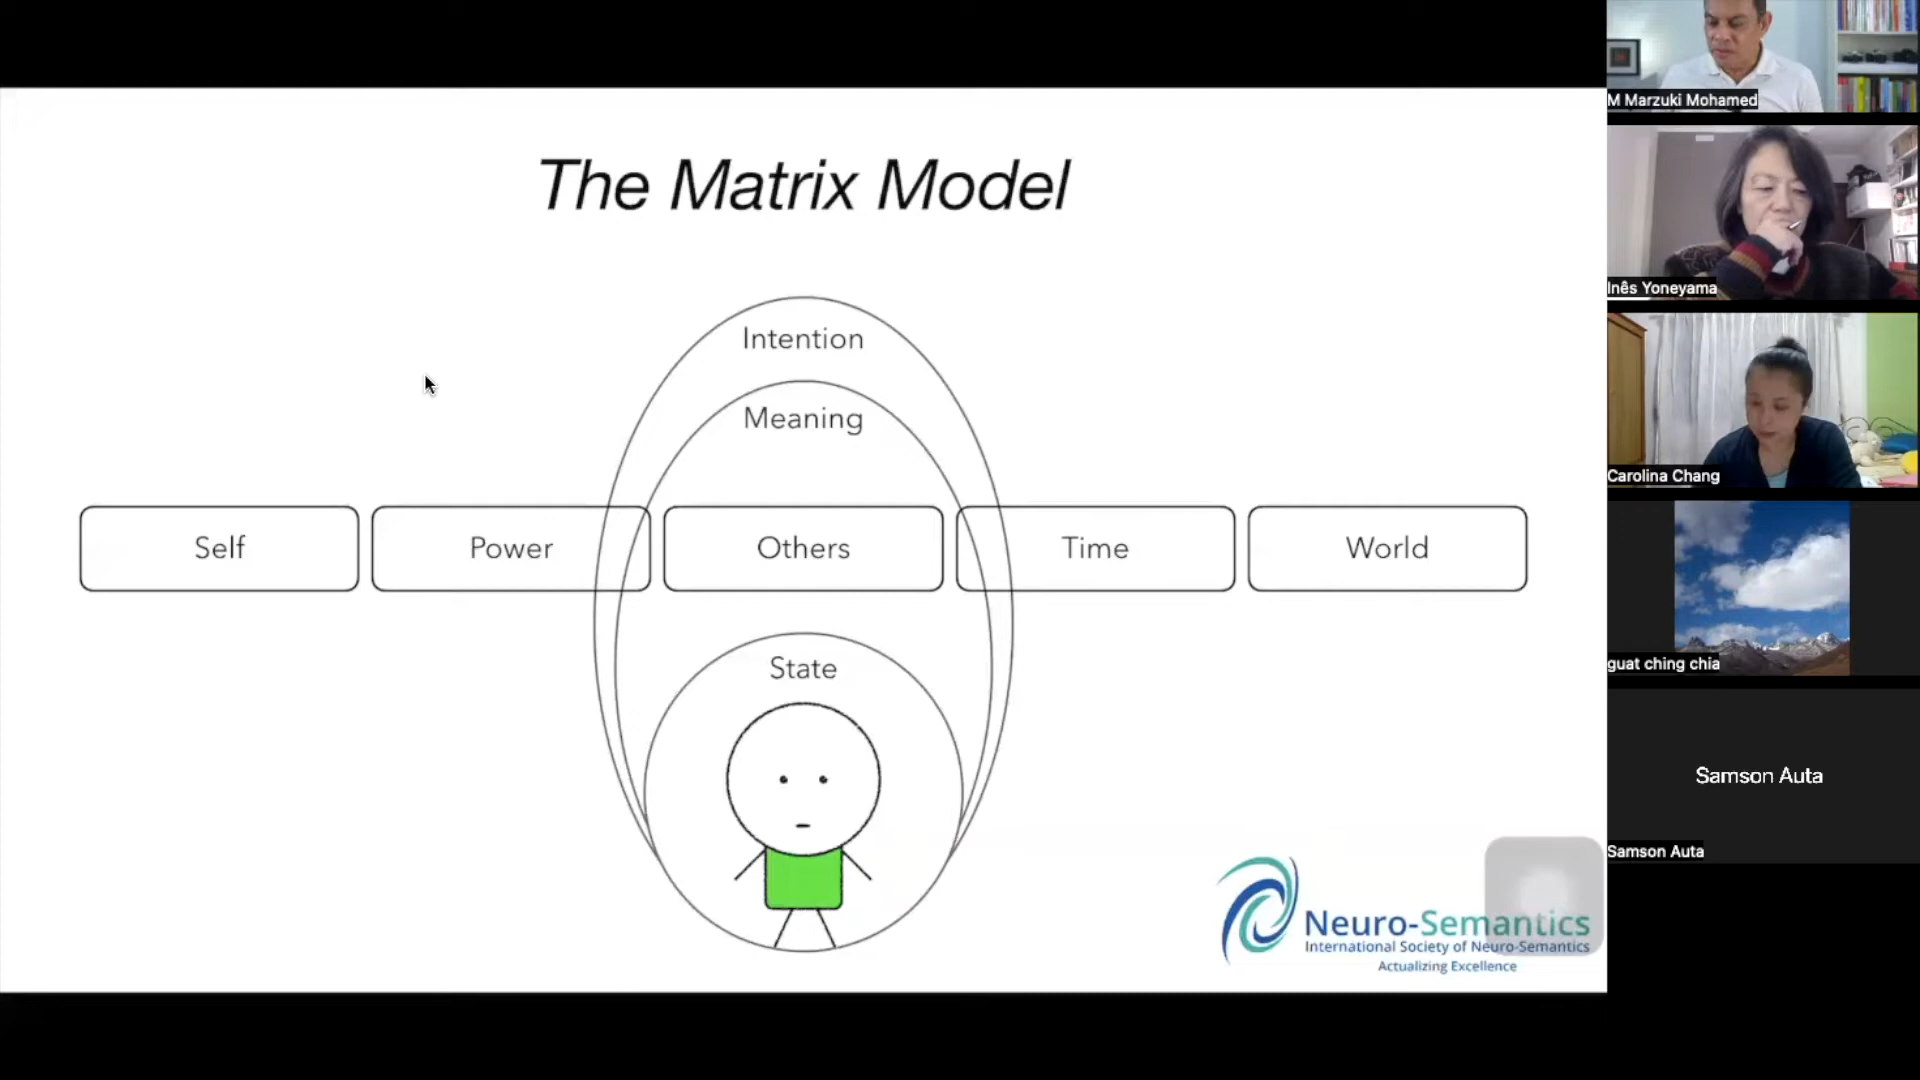 The Matrix Model
Intention
Meaning
Self
Power
Others
Time
World
State
Neuro-Semantics
International Society of Neuro-Semantics
Actualizing Excellence
M Marzuki Mohamed
Inês Yoneyama
Carolina Chang
guat ching chia
Samson Auta
Samson Auta